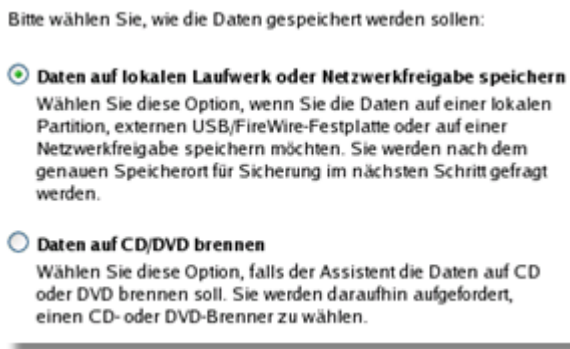 Bitte wählen Sie, wie die Daten gespeichert werden sollen:
Daten auf lokalen Laufwerk oder Netzwerkfreigabe speichern
Wählen Sie diese Option, wenn Sie die Daten auf einer lokalen
Partition, externen USB/FireWire-Festplatte oder auf einer
Netzwerkfreigabe speichern möchten. Sie werden nach dem
genauen Speicherort für Sicherung im nächsten Schritt gefragt
werden.
Daten auf CD/DVD brennen
Wählen Sie diese Option, falls der Assistent die Daten auf CD
oder DVD brennen soll. Sie werden daraufhin aufgefordert,
einen CD- oder DVD-Brenner zu wählen.